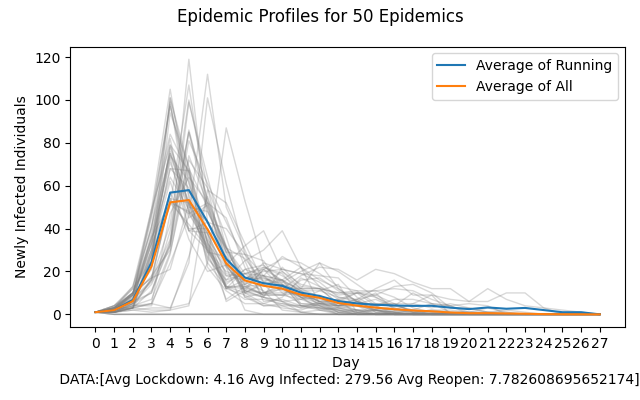 Epidemic Profiles for 50 Epidemics
Newly Infected Individuals
120
100
80
60
40
20
0
Average of Running
Average of All
0 1 2 3 4 5 6 7 8 9 10 11 12 13 14 15 16 17 18 19 20 21 22 23 24 25 26 27
Day
DATA:[Avg Lockdown: 4.16 Avg Infected: 279.56 Avg Reopen: 7.782608695652174]